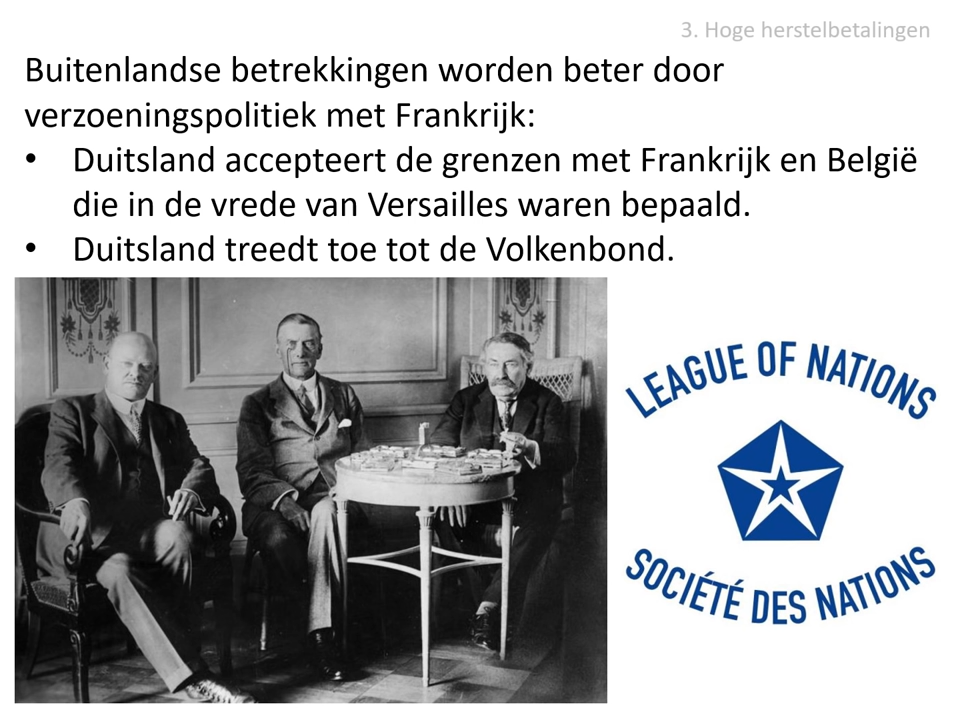 3. Hoge herstelbetalingen
Buitenlandse betrekkingen worden beter door
verzoeningspolitiek met Frankrijk:
• Duitsland accepteert de grenzen met Frankrijk en België
die in de vrede van Versailles waren bepaald.
• Duitsland treedt toe tot de Volkenbond.
LEAGUE OF NATIONS
SOCIÉTÉ DES NATIONS